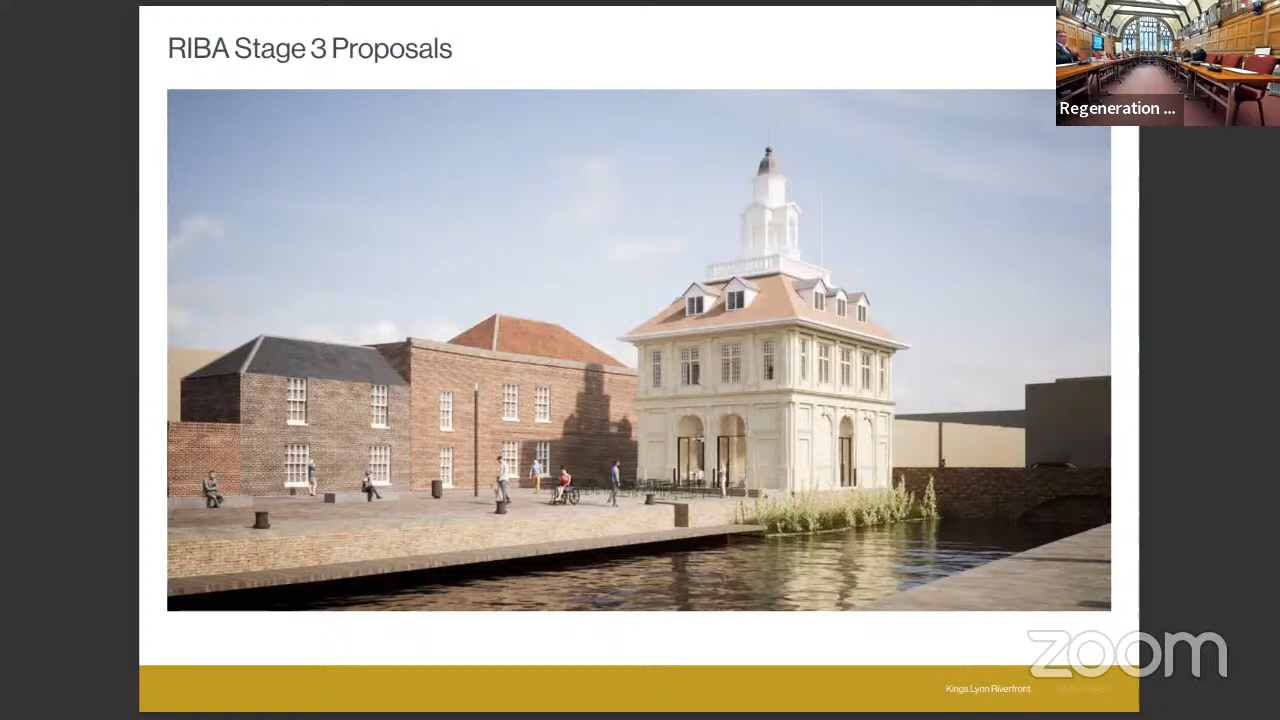 RIBA Stage 3 Proposals
Regeneration ...
zoom
Kings Lynn Riverfront